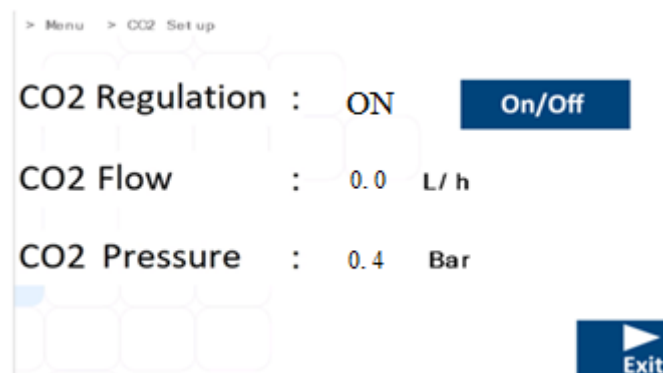 > Menu > CO2 Set up
CO2 Regulation : ON On/Off
CO2 Flow : 0.0 L/h
CO2 Pressure : 0.4 Bar
Exit